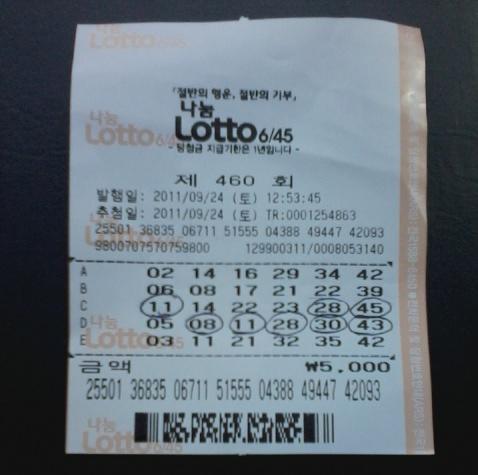 「절반의 행운, 절반의 기부」
나눔
Lotto 6/45
당첨금 지급기한은 1년입니다 -
제 460 회
발행일: 2011/09/24 (토) 12:53:45
추첨일: 2011/09/24 (토) TR:0001254863
25501 36835 06711 51555 04388 49447 42093
9800707570759800 129900311/0008053140
A 02 14 16 29 34 42
B 06 08 17 21 22 39
C 11 14 22 23 28 45
D 05 08 11 28 30 43
E 03 11 21 32 35 42
금액 ₩5,000
25501 36835 06711 51555 04388 49447 42093
나눔
Lotto 6/45